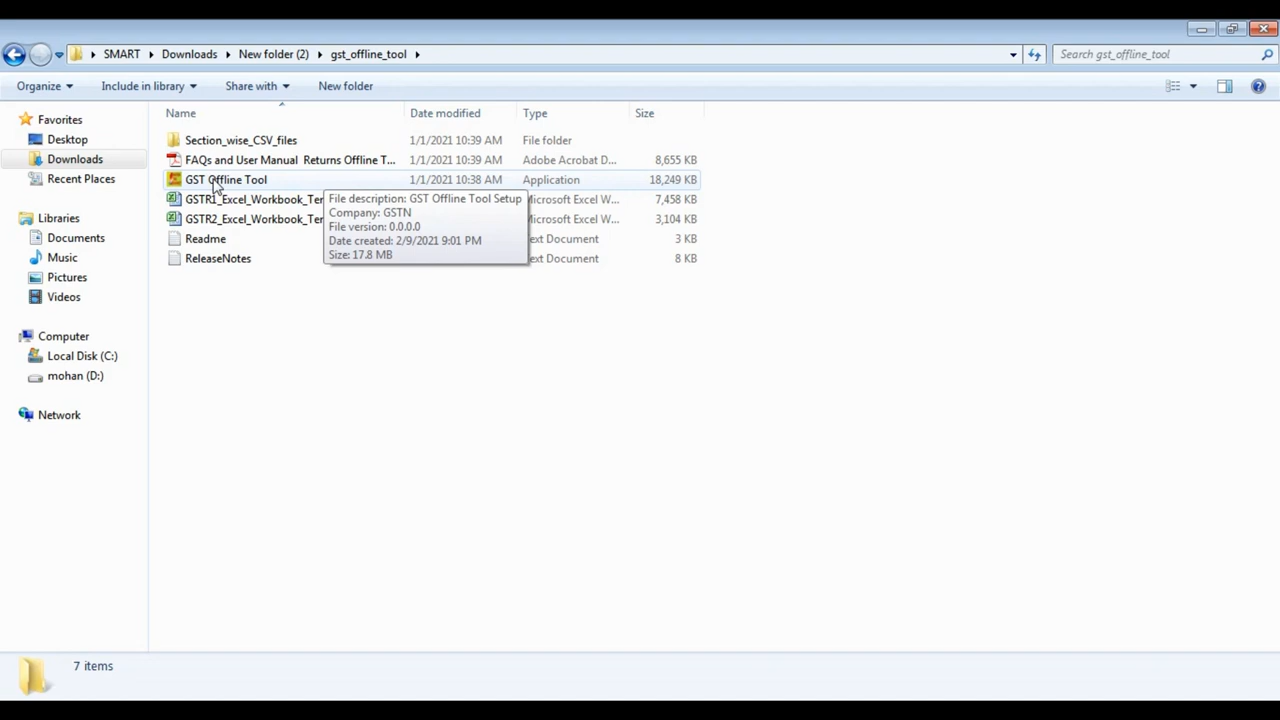 SMART Downloads New folder (2) gst_offline_tool Search gst_offline_tool
Organize Include in library Share with New folder
Name Date modified Type Size
Favorites
Desktop
Downloads
Recent Places
Libraries
Documents
Music
Pictures
Videos
Computer
Local Disk (C:)
mohan (D:)
Network
Section_wise_CSV_files 1/1/2021 10:39 AM File folder
FAQs and User Manual Returns Offline T... 1/1/2021 10:39 AM Adobe Acrobat D... 8,655 KB
GST Offline Tool 1/1/2021 10:38 AM Application 18,249 KB
GSTR1_Excel_Workbook_Ter Microsoft Excel W... 7,458 KB
GSTR2_Excel_Workbook_Ter Microsoft Excel W... 3,104 KB
Readme ext Document 3 KB
ReleaseNotes ext Document 8 KB
File description: GST Offline Tool Setup
Company: GSTN
File version: 0.0.0.0
Date created: 2/9/2021 9:01 PM
Size: 17.8 MB
7 items